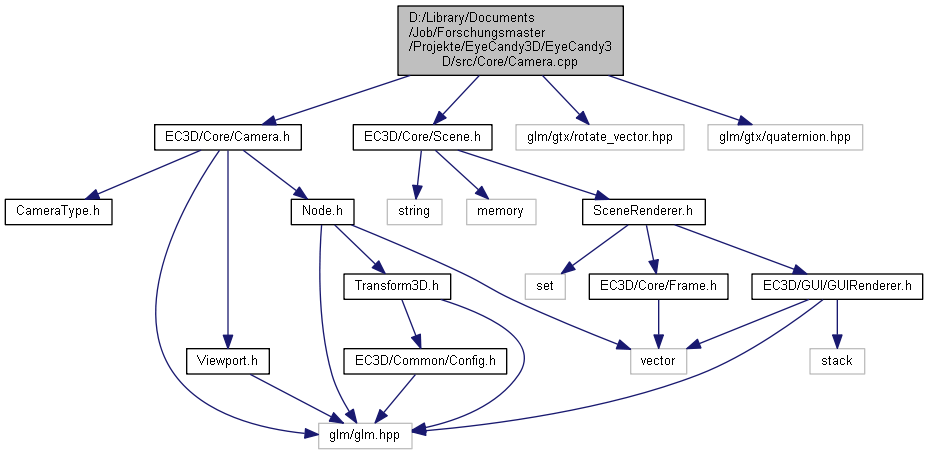 D:/Library/Documents
/Job/Forschungsmaster
/Projekte/EyeCandy3D/EyeCandy3
D/src/Core/Camera.cpp
EC3D/Core/Camera.h
EC3D/Core/Scene.h
glm/gtx/rotate_vector.hpp
glm/gtx/quaternion.hpp
CameraType.h
Node.h
string
memory
SceneRenderer.h
Transform3D.h
set
EC3D/Core/Frame.h
EC3D/GUI/GUIRenderer.h
Viewport.h
EC3D/Common/Config.h
vector
stack
glm/glm.hpp